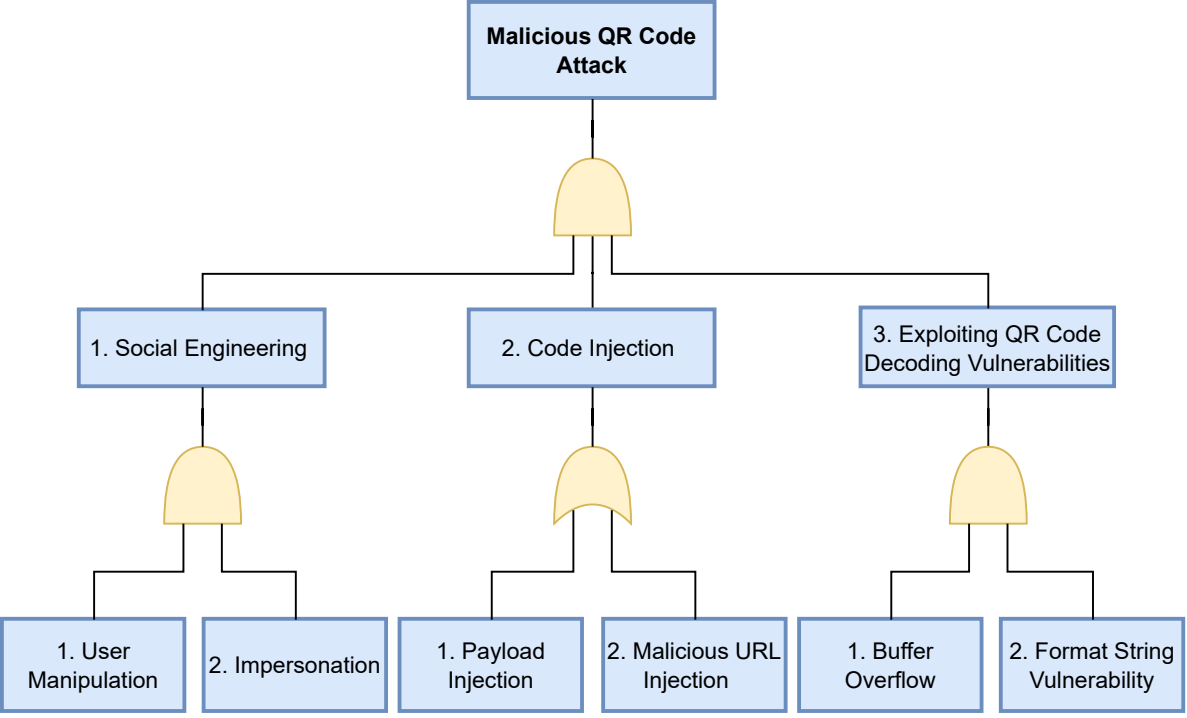 Malicious QR Code
Attack
1. Social Engineering
2. Code Injection
3. Exploiting QR Code
Decoding Vulnerabilities
1. User
Manipulation
2. Impersonation
1. Payload
Injection
2. Malicious URL
Injection
1. Buffer
Overflow
2. Format String
Vulnerability